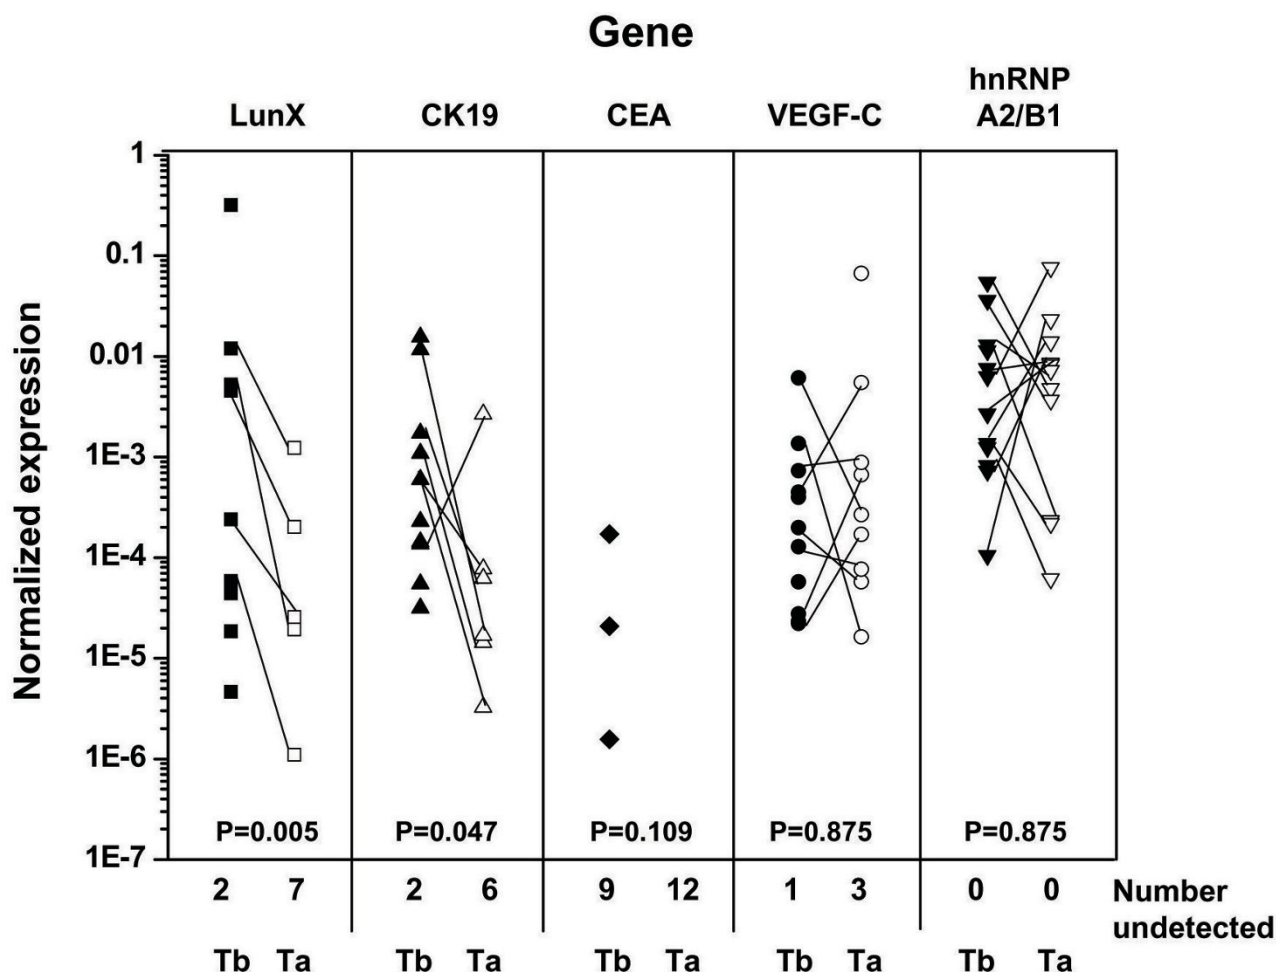 Gene
LunX CK19 CEA VEGF-C hnRNP A2/B1
Normalized expression
1
0.1
0.01
1E-3
1E-4
1E-5
1E-6
1E-7
P=0.005 P=0.047 P=0.109 P=0.875 P=0.875
2 7 2 6 9 12 1 3 0 0 Number undetected
Tb Ta Tb Ta Tb Ta Tb Ta Tb Ta